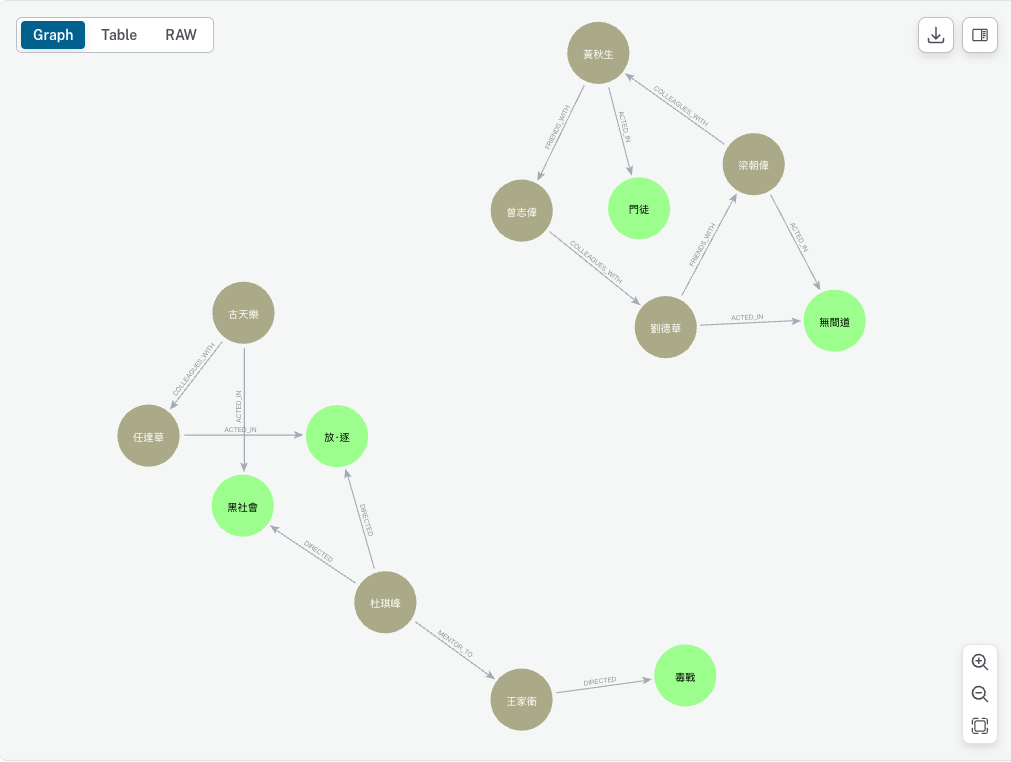 Graph
Table
RAW
黃秋生
COLLEAGUES_WITH
FRIENDS_WITH
ACTED_IN
梁朝偉
曾志偉
門徒
ACTED_IN
COLLEAGUES_WITH
FRIENDS_WITH
古天樂
劉德華
ACTED_IN
無間道
COLLEAGUES_WITH
ACTED_IN
任達華
ACTED_IN
放·逐
黑社會
DIRECTED
DIRECTED
杜琪峰
MENTOR_TO
王家衛
DIRECTED
毒戰